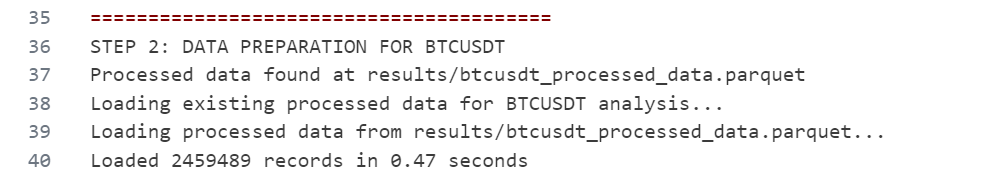 35 ========================================
36 STEP 2: DATA PREPARATION FOR BTCUSDT
37 Processed data found at results/btcusdt_processed_data.parquet
38 Loading existing processed data for BTCUSDT analysis...
39 Loading processed data from results/btcusdt_processed_data.parquet...
40 Loaded 2459489 records in 0.47 seconds